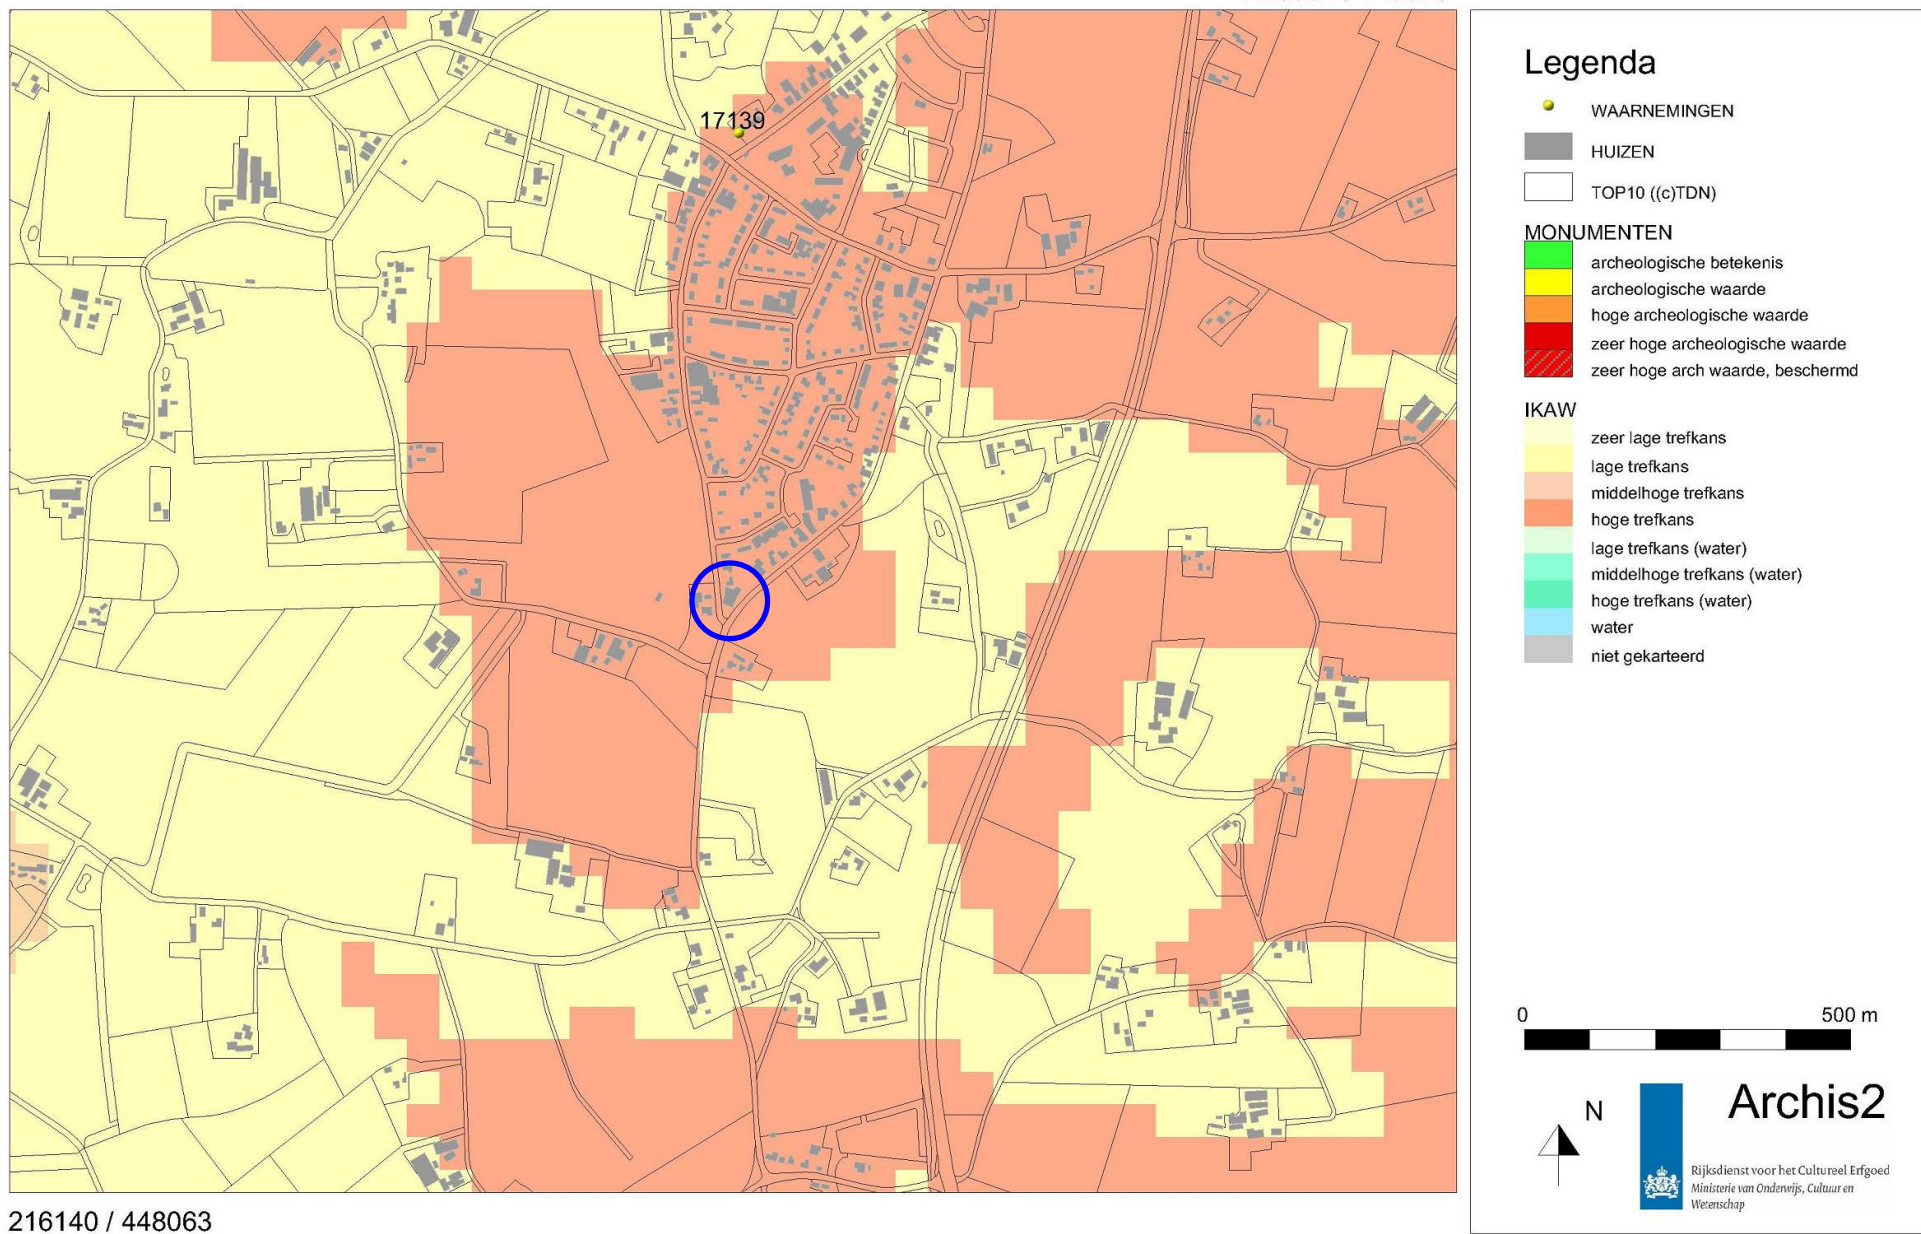 17139
216140 / 448063
Legenda
WAARNEMINGEN
HUIZEN
TOP10 ((c)TDN)
MONUMENTEN
archeologische betekenis
archeologische waarde
hoge archeologische waarde
zeer hoge archeologische waarde
zeer hoge arch waarde, beschermd
IKAW
zeer lage trefkans
lage trefkans
middelhoge trefkans
hoge trefkans
lage trefkans (water)
middelhoge trefkans (water)
hoge trefkans (water)
water
niet gekarteerd
0 500 m
N
Archis2
Rijksdienst voor het Cultureel Erfgoed
Ministerie van Onderwijs, Cultuur en
Wetenschap